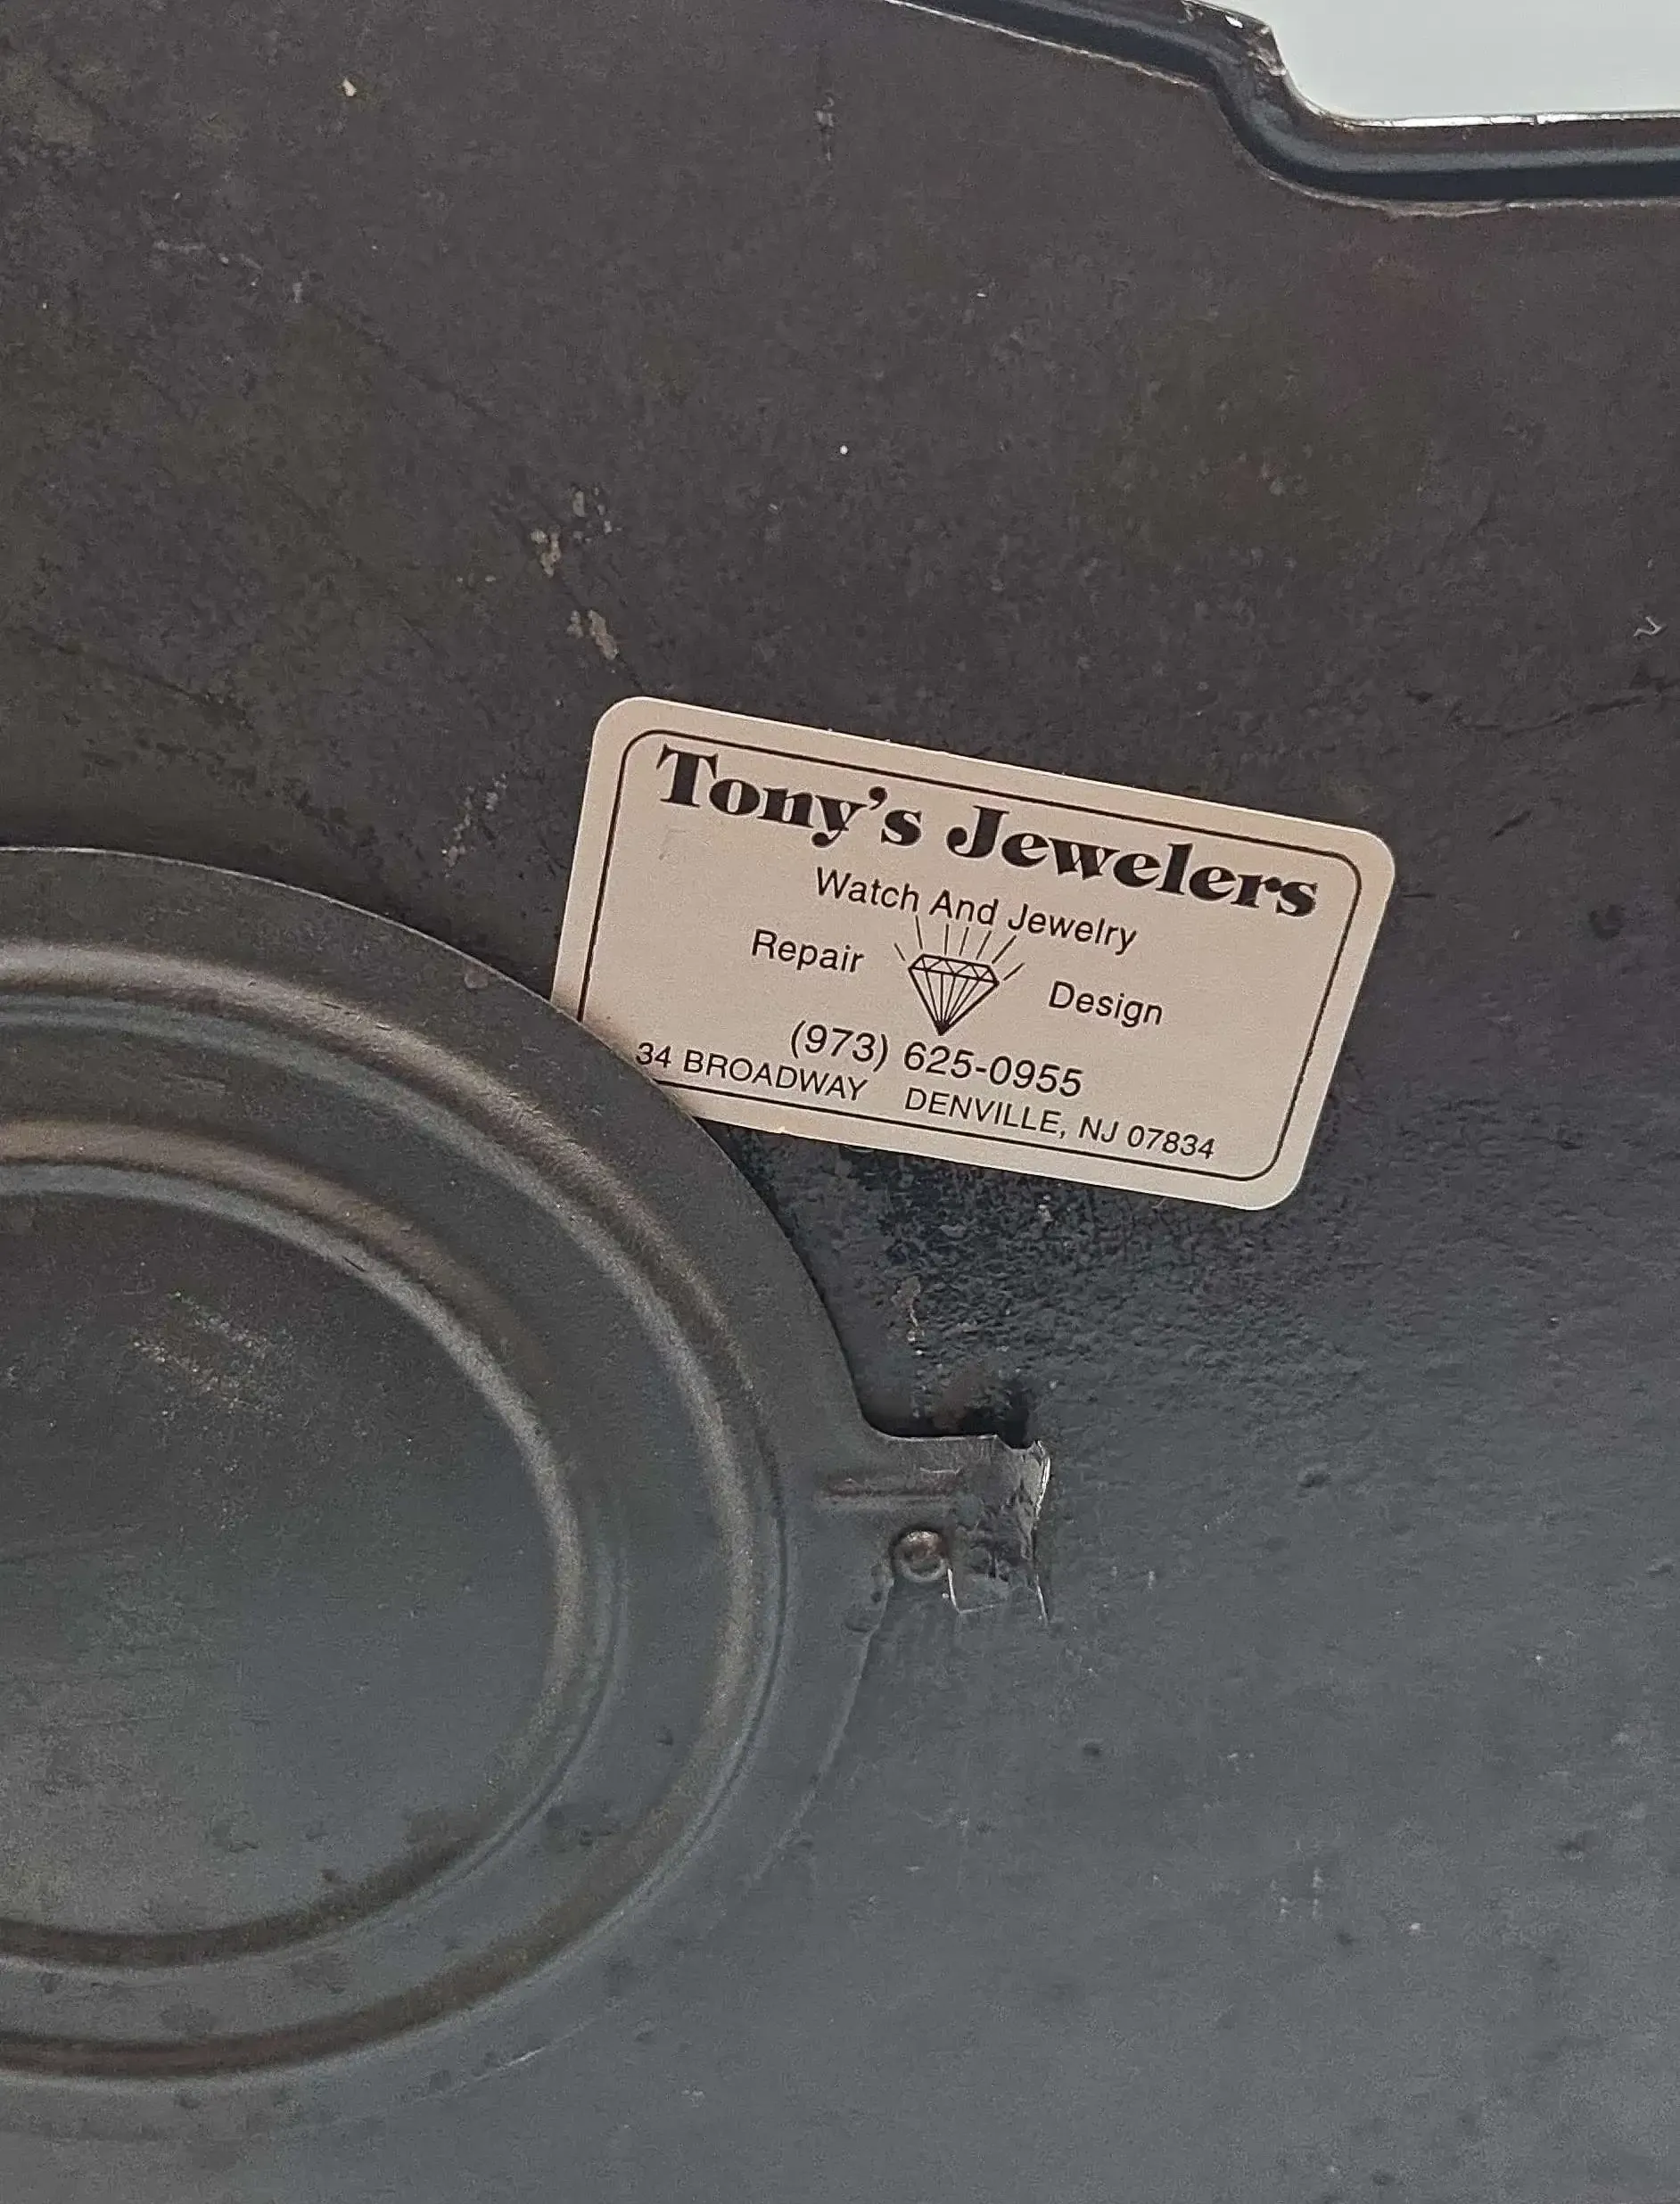 Tony's Jewelers
Watch And Jewelry
Repair Design
(973) 625-0955
34 BROADWAY DENVILLE, NJ 07834